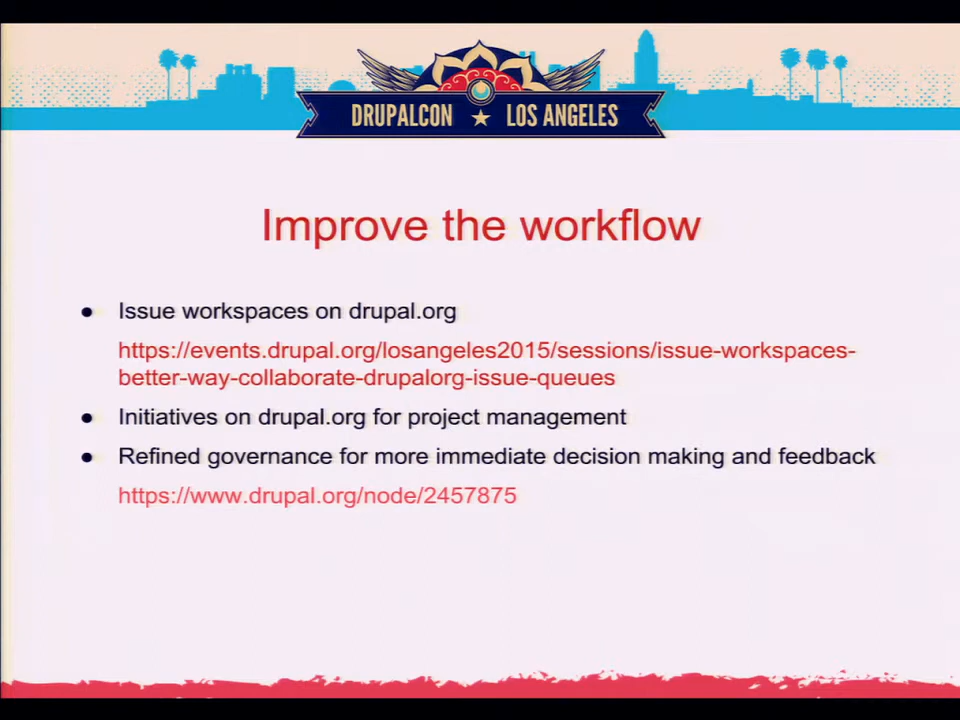 DRUPALCON ★ LOS ANGELES
Improve the workflow
● Issue workspaces on drupal.org
https://events.drupal.org/losangeles2015/sessions/issue-workspaces-
better-way-collaborate-drupalorg-issue-queues
● Initiatives on drupal.org for project management
● Refined governance for more immediate decision making and feedback
https://www.drupal.org/node/2457875